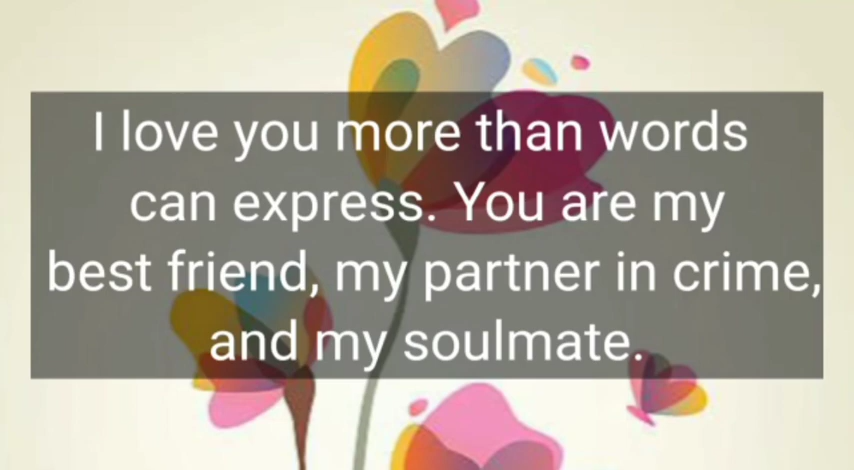 I love you more than words
can express. You are my
best friend, my partner in crime,
and my soulmate.